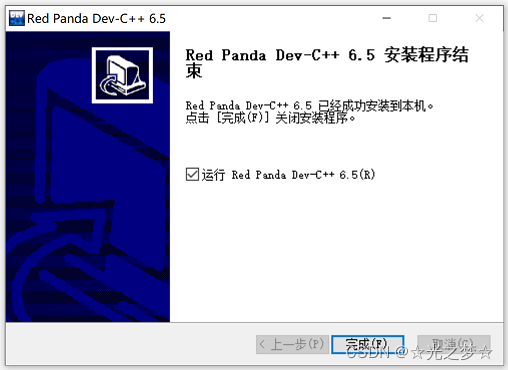 Red Panda Dev-C++ 6.5
Red Panda Dev-C++ 6.5 安装程序结
束
Red Panda Dev-C++ 6.5 已经成功安装到本机。
点击 [完成(F)] 关闭安装程序。
运行 Red Panda Dev-C++ 6.5(R)
< 上一步(P)
完成(F)
取消(C)
CSDN @☆光之梦☆